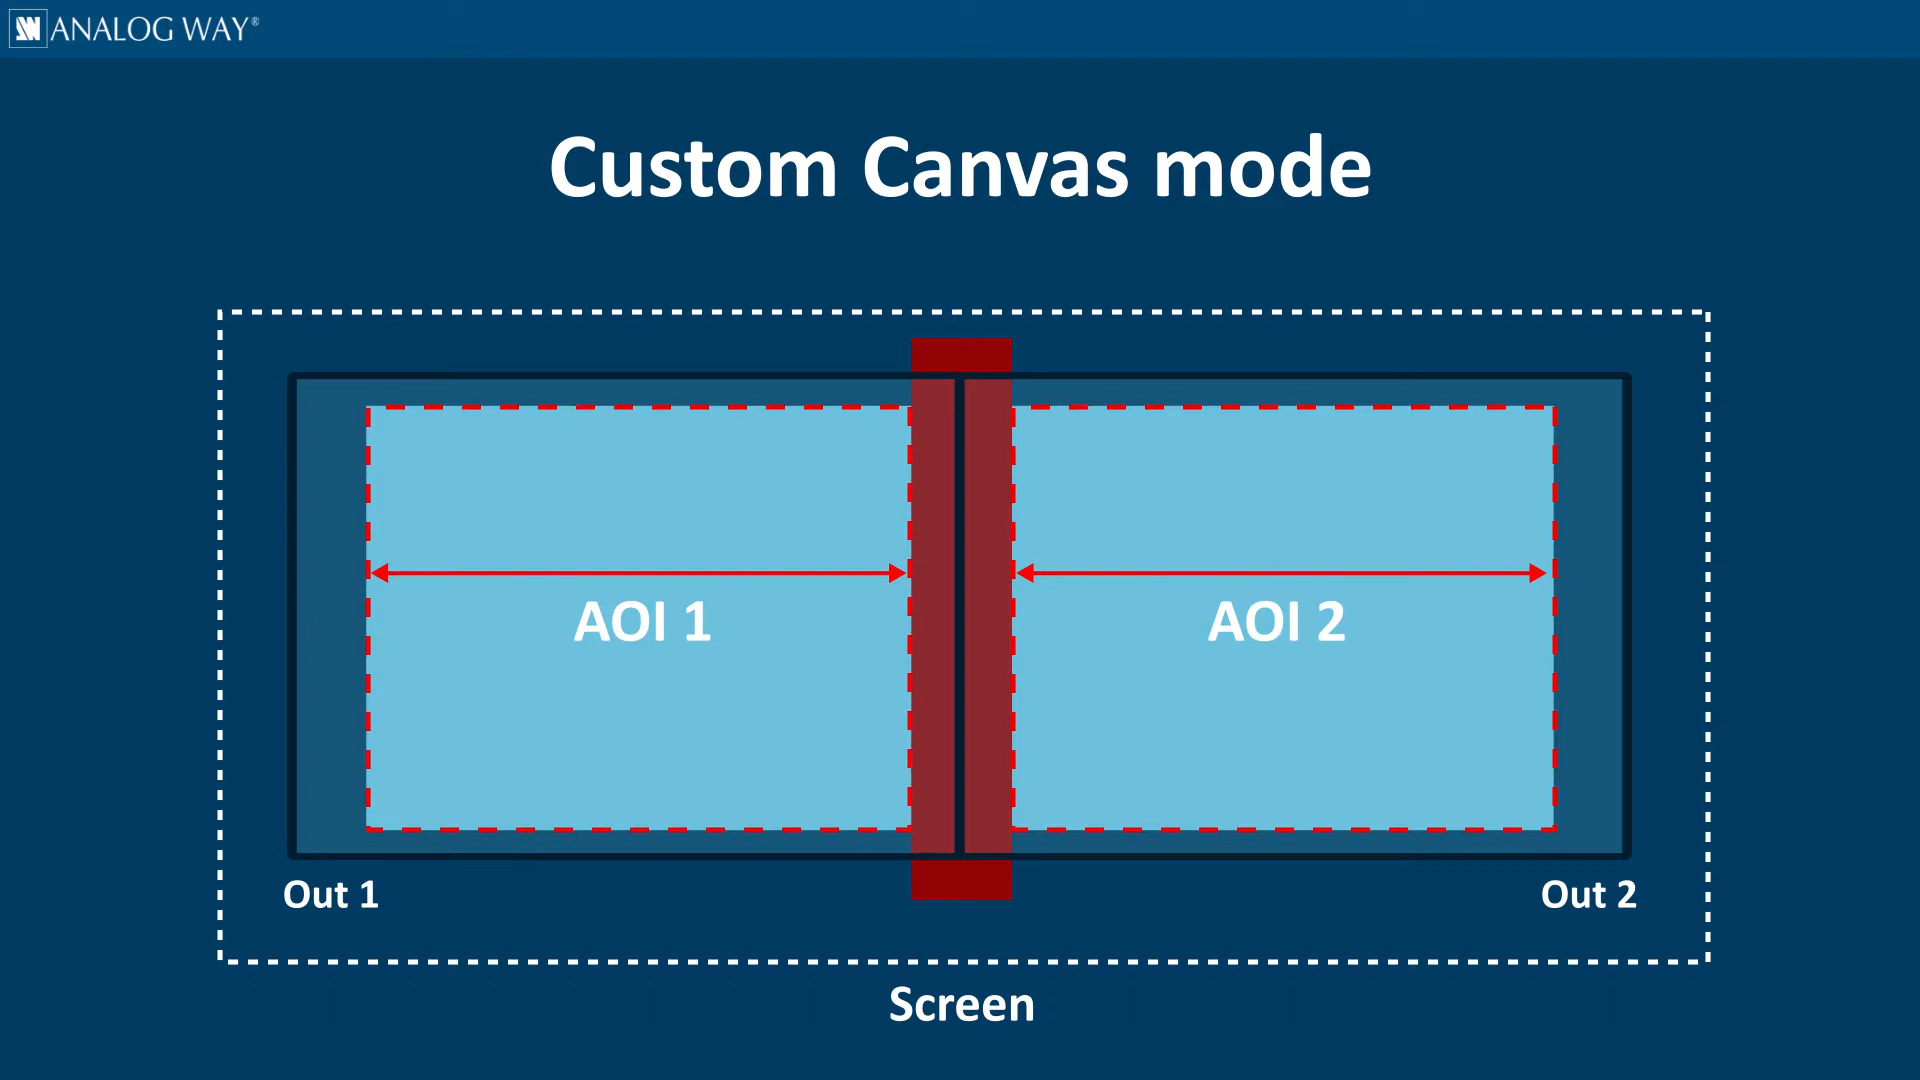 ANALOG WAY®
Custom Canvas mode
AOI 1
AOI 2
Out 1
Out 2
Screen